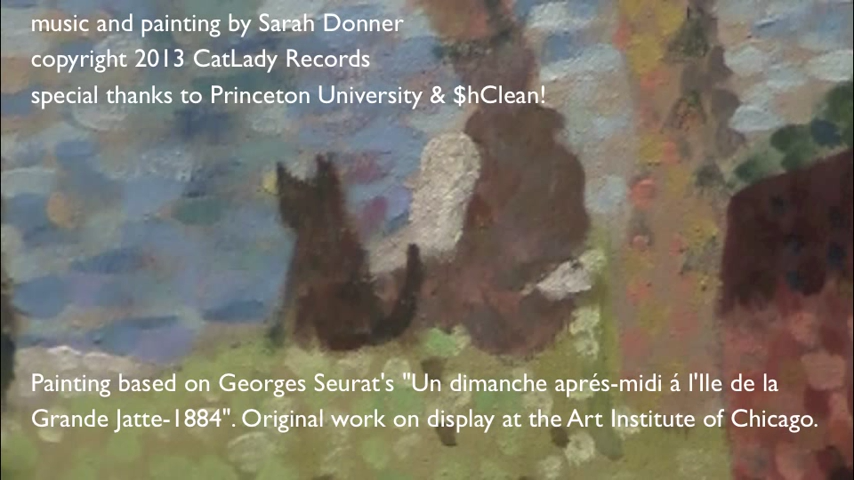 music and painting by Sarah Donner
copyright 2013 CatLady Records
special thanks to Princeton University & $hClean!
Painting based on Georges Seurat's "Un dimanche aprés-midi á l'Ile de la
Grande Jatte-1884". Original work on display at the Art Institute of Chicago.